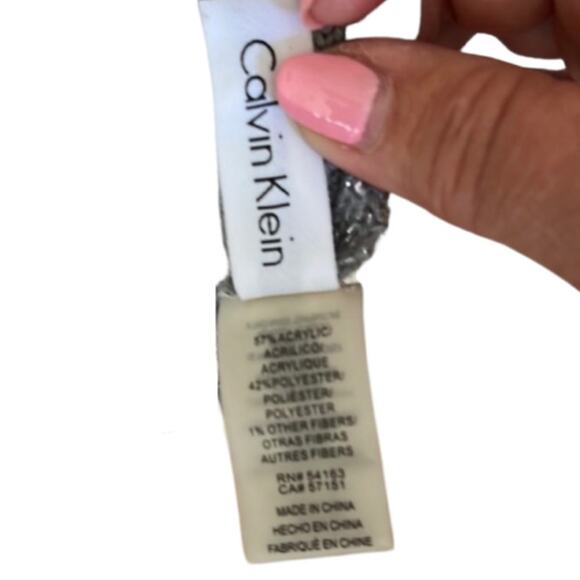 Calvin Klein
57% ACRYLIC/
ACRILICO/
ACRYLIQUE
42% POLYESTER/
POLIÉSTER/
POLYESTER
1% OTHER FIBERS/
OTRAS FIBRAS
AUTRES FIBERS
RN# 54163
CA# 57151
MADE IN CHINA
HECHO EN CHINA
FABRIQUÉ EN CHINE